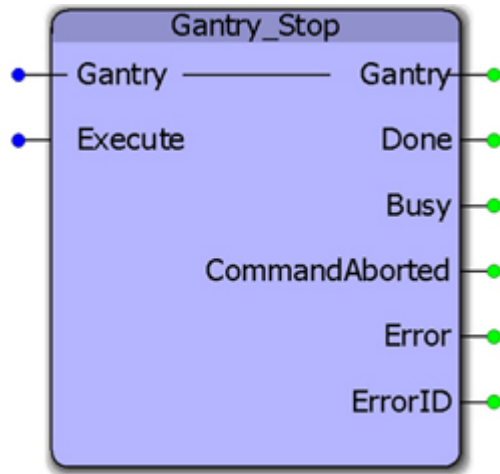 Gantry_Stop
Gantry Gantry
Execute Done
Busy
CommandAborted
Error
ErrorID